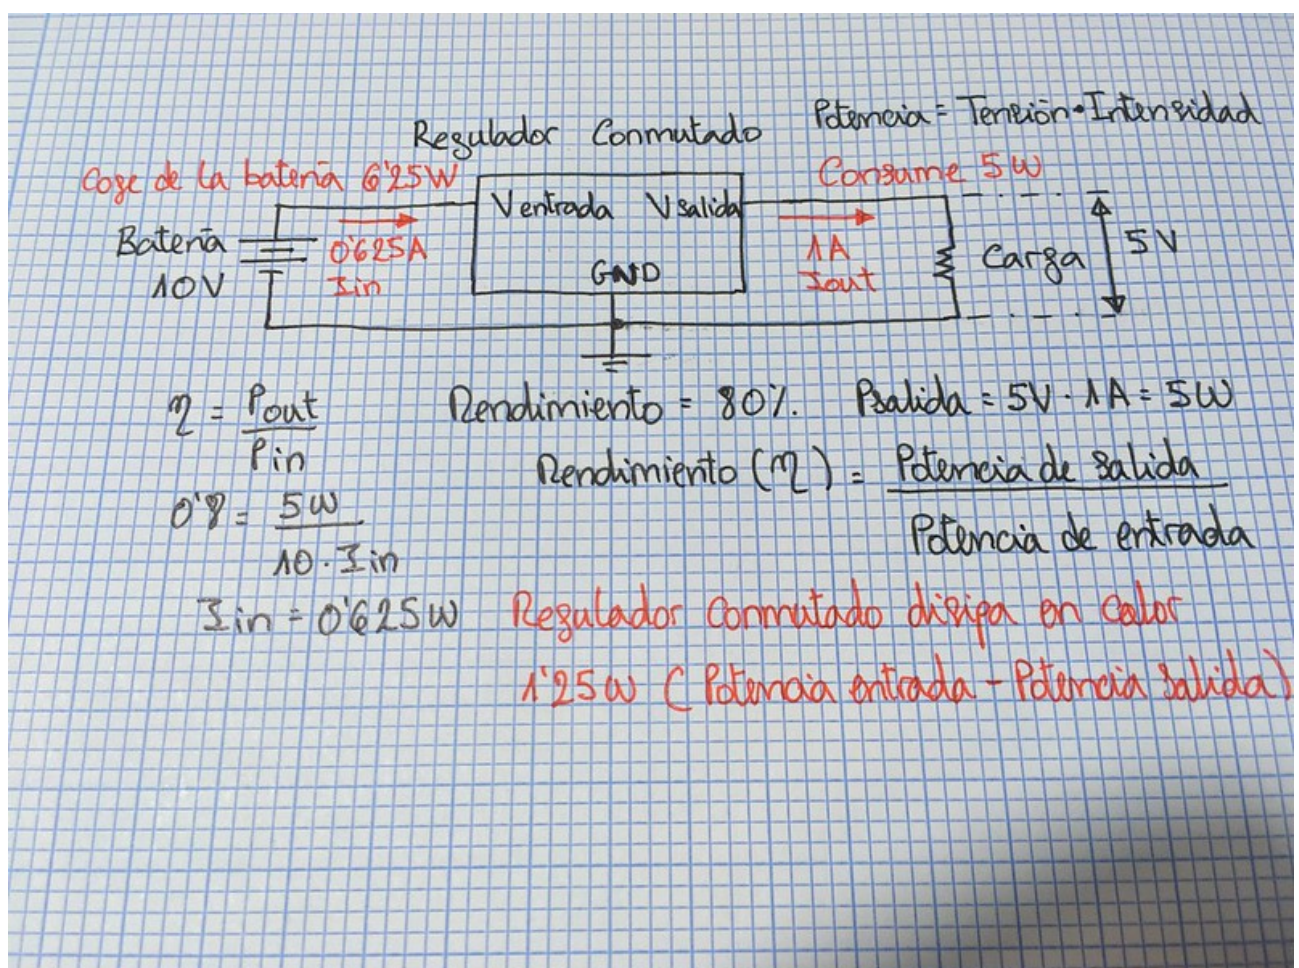 Potencia = Tensión · Intensidad
Regulador Conmutado
Coge de la batería 6'25W
Consume 5W
Ventrada Vsalida
Batería
10V
0'625A
Iin
GND
1A
Iout
Carga
5V
η = Pout / Pin
Rendimiento = 80%. Psalida = 5V · 1A = 5W
Rendimiento (η) = Potencia de salida / Potencia de entrada
0'8 = 5W / 10 · Iin
Iin = 0'625W
Regulador Conmutado disipa en calor
1'25W (Potencia entrada - Potencia salida)